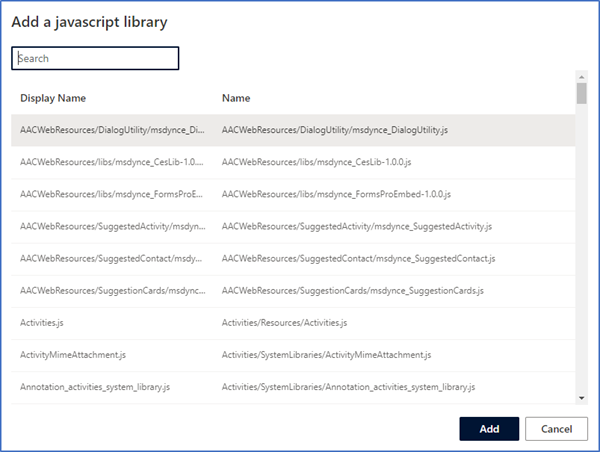 Add a javascript library
Search
Display Name Name
AACWebResources/DialogUtility/msdynce_Di... AACWebResources/DialogUtility/msdynce_DialogUtility.js
AACWebResources/libs/msdynce_CesLib-1.0.0.... AACWebResources/libs/msdynce_CesLib-1.0.0.js
AACWebResources/libs/msdynce_FormsProE... AACWebResources/libs/msdynce_FormsProEmbed-1.0.0.js
AACWebResources/SuggestedActivity/msdyn... AACWebResources/SuggestedActivity/msdynce_SuggestedActivity.js
AACWebResources/SuggestedContact/msdy... AACWebResources/SuggestedContact/msdynce_SuggestedContact.js
AACWebResources/SuggestionCards/msdync... AACWebResources/SuggestionCards/msdynce_SuggestionCards.js
Activities.js Activities/Resources/Activities.js
ActivityMimeAttachment.js Activities/SystemLibraries/ActivityMimeAttachment.js
Annotation_activities_system_library.js Activities/SystemLibraries/Annotation_activities_system_library.js
Add Cancel